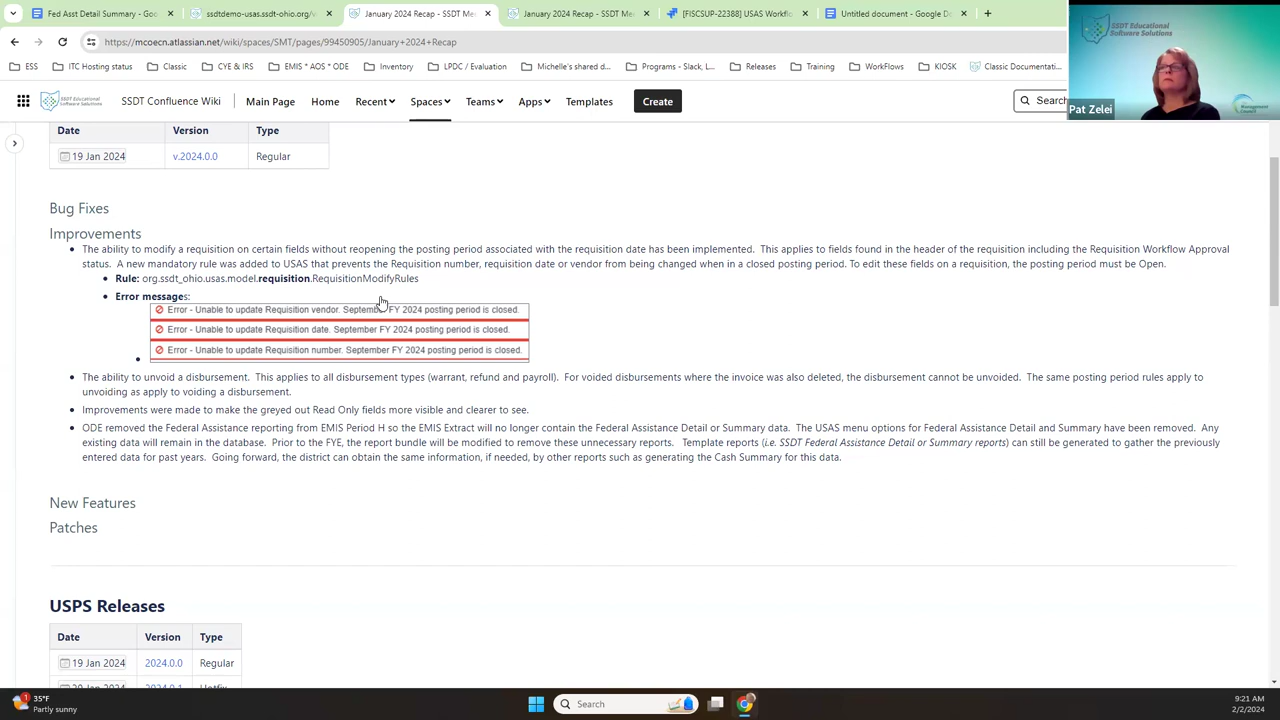 Fed Asst Detail Summary - Goo
ssdtdemo-usas.ssdt-ohio.org/v
January 2024 Recap - SSDT Me
January 2024 Recap - SSDT Me
[FISCSUP-22388] USAS Workflo
Untitled document - Google Do
https://mcoecn.atlassian.net/wiki/spaces/SMT/pages/99450905/January+2024+Recap
ESS
ITC Hosting status
Classic
CYE & IRS
EMIS * AOS * ODE
Inventory
LPDC / Evaluation
Michelle's shared d...
Programs - Slack, L...
Releases
Training
WorkFlows
KIOSK
Classic Documentati...
SSDT Educational
Software Solutions
Management
Council
Pat Zelei
SSDT Educational
Software Solutions
SSDT Confluence Wiki
Main Page
Home
Recent
Spaces
Teams
Apps
Templates
Create
Search
Date Version Type
19 Jan 2024 v.2024.0.0 Regular
Bug Fixes
Improvements
The ability to modify a requisition on certain fields without reopening the posting period associated with the requisition date has been implemented. This applies to fields found in the header of the requisition including the Requisition Workflow Approval
status. A new mandatory rule was added to USAS that prevents the Requisition number, requisition date or vendor from being changed when in a closed posting period. To edit these fields on a requisition, the posting period must be Open.
Rule: org.ssdt_ohio.usas.model.requisition.RequisitionModifyRules
Error messages:
Error - Unable to update Requisition vendor. September FY 2024 posting period is closed.
Error - Unable to update Requisition date. September FY 2024 posting period is closed.
Error - Unable to update Requisition number. September FY 2024 posting period is closed.
The ability to unvoid a disbursement. This applies to all disbursement types (warrant, refund and payroll). For voided disbursements where the invoice was also deleted, the disbursement cannot be unvoided. The same posting period rules apply to
unvoiding as apply to voiding a disbursement.
Improvements were made to make the greyed out Read Only fields more visible and clearer to see.
ODE removed the Federal Assistance reporting from EMIS Period H so the EMIS Extract will no longer contain the Federal Assistance Detail or Summary data. The USAS menu options for Federal Assistance Detail and Summary have been removed. Any
existing data will remain in the database. Prior to the FYE, the report bundle will be modified to remove these unnecessary reports. Template reports (i.e. SSDT Federal Assistance Detail or Summary reports) can still be generated to gather the previously
entered data for past years. Going forward, the district can obtain the same information, if needed, by other reports such as generating the Cash Summary for this data.
New Features
Patches
USPS Releases
Date Version Type
19 Jan 2024 2024.0.0 Regular
2024.0.1 Hotfix
1
35°F
Partly sunny
Search
9:21 AM
2/2/2024